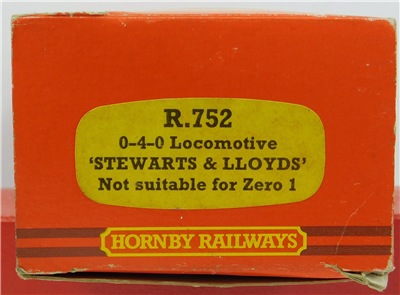 R.752
0-4-0 Locomotive
‘STEWARTS & LLOYDS’
Not suitable for Zero 1
HORNBY RAILWAYS